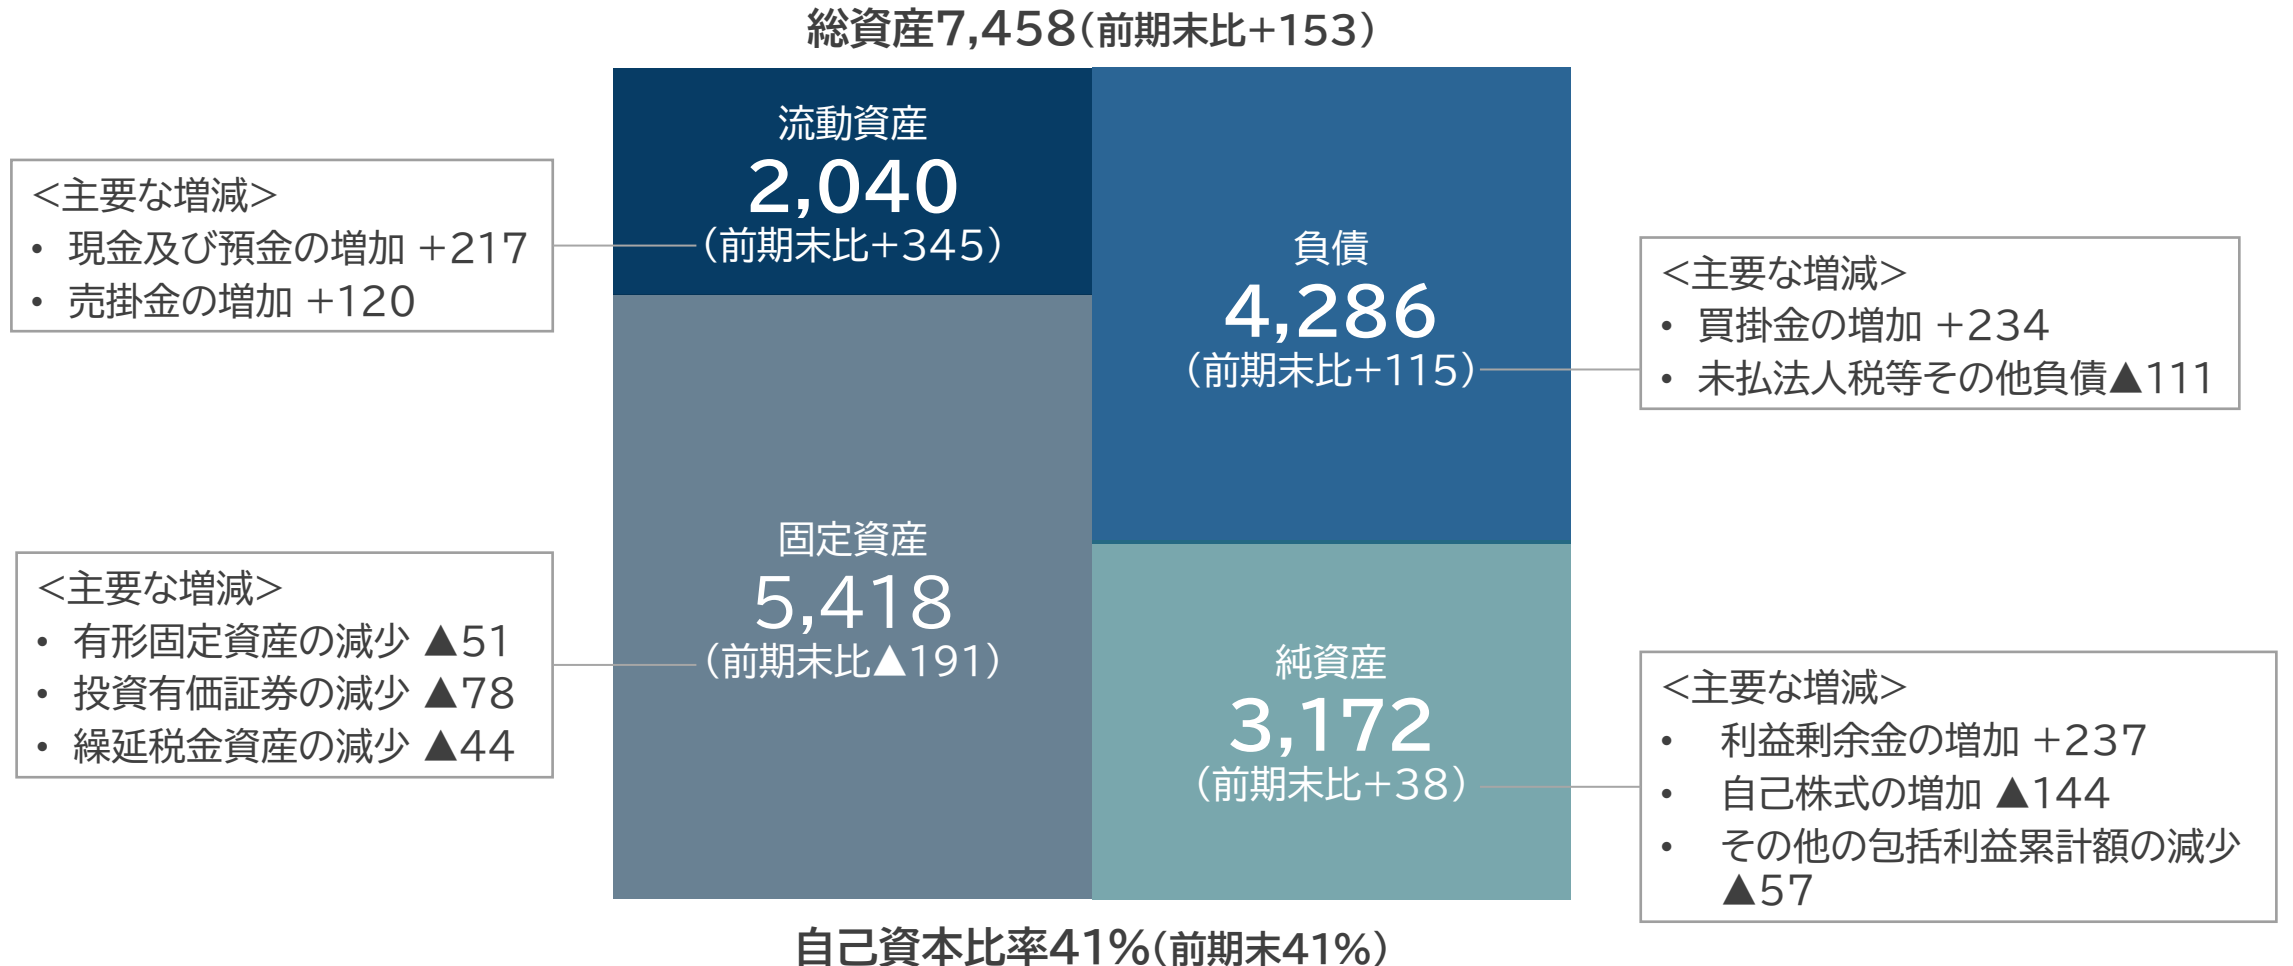 総資産7,458(前期末比+153)
流動資産
2,040
(前期末比+345)
<主要な増減>
• 現金及び預金の増加 +217
• 売掛金の増加 +120
固定資産
5,418
(前期末比▲191)
<主要な増減>
• 有形固定資産の減少 ▲51
• 投資有価証券の減少 ▲78
• 繰延税金資産の減少 ▲44
負債
4,286
(前期末比+115)
<主要な増減>
• 買掛金の増加 +234
• 未払法人税等その他負債▲111
純資産
3,172
(前期末比+38)
<主要な増減>
• 利益剰余金の増加 +237
• 自己株式の増加 ▲144
• その他の包括利益累計額の減少
▲57
自己資本比率41%(前期末41%)